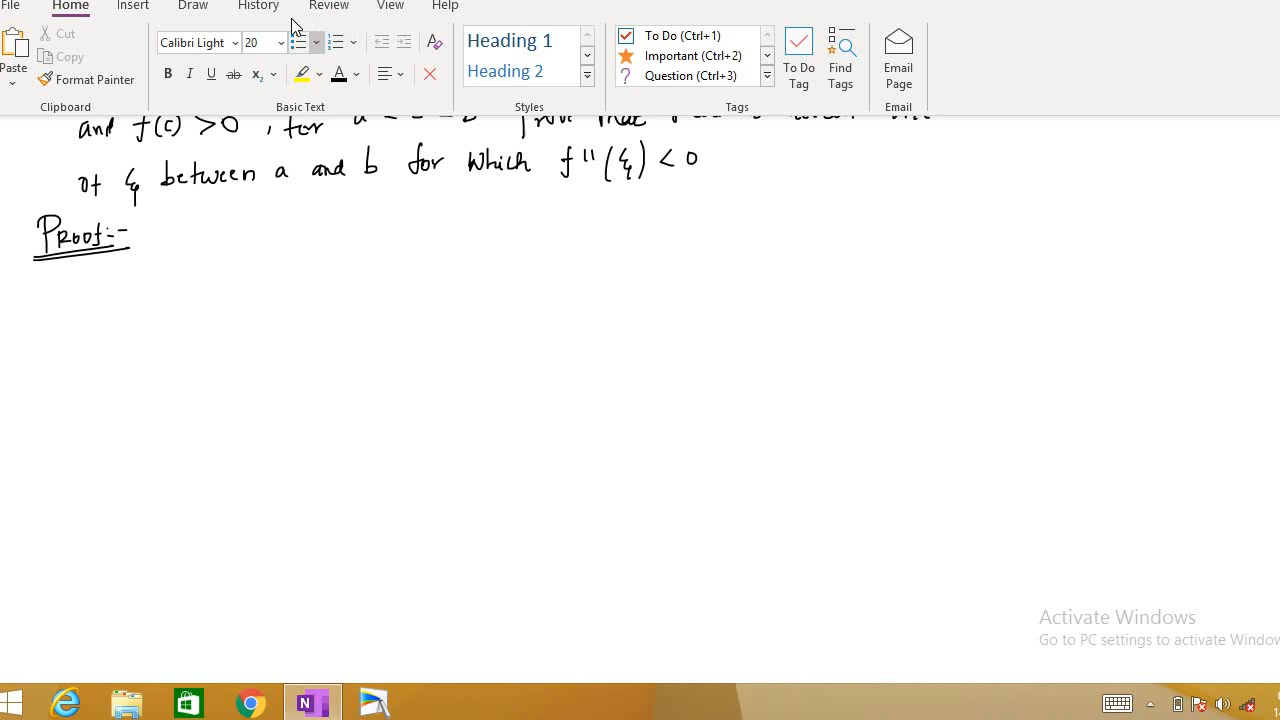 File Home Insert Draw History Review View Help
Paste Cut Copy Format Painter
Calibri Light 20
B I U ab x₂ A
Heading 1
Heading 2
To Do (Ctrl+1)
Important (Ctrl+2)
? Question (Ctrl+3)
To Do Tag
Find Tags
Email Page
Clipboard Basic Text Styles Tags Email
and f(c) >0 , for a
of ξ between a and b for which f''(ξ) < 0
Proof:-
Activate Windows
Go to PC settings to activate Window
N